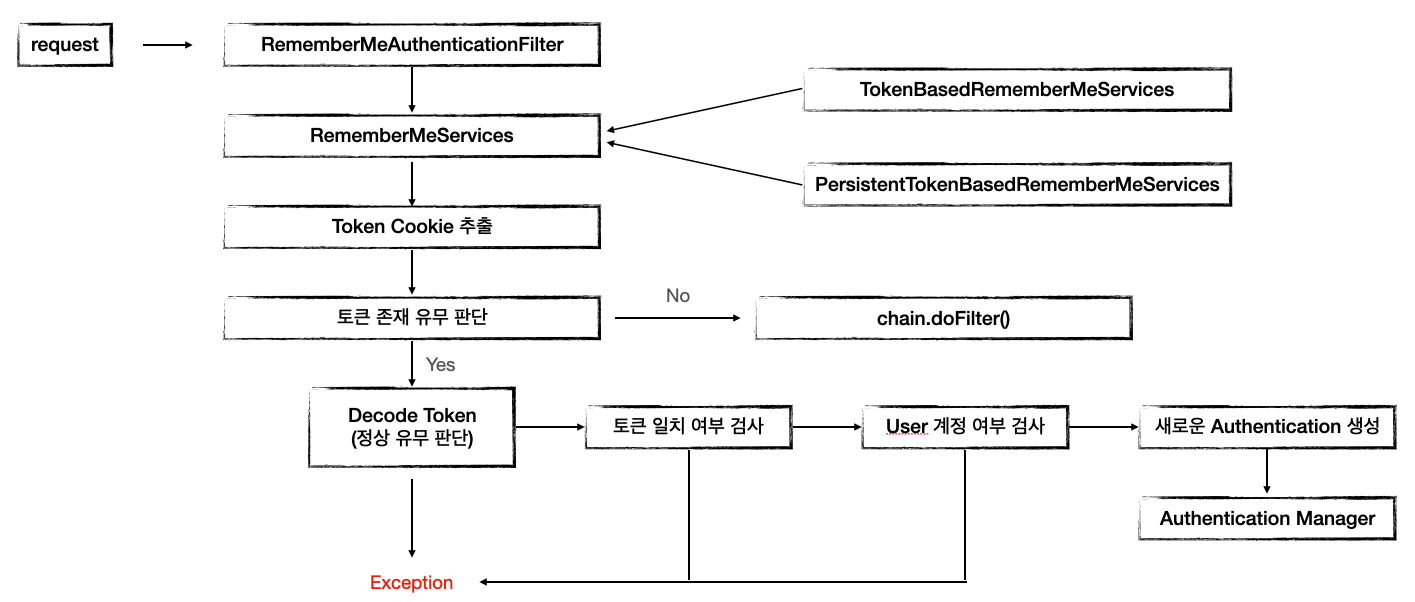 request
RememberMeAuthenticationFilter
TokenBasedRememberMeServices
RememberMeServices
PersistentTokenBasedRememberMeServices
Token Cookie 추출
No
토큰 존재 유무 판단
chain.doFilter()
Yes
Decode Token
(정상 유무 판단)
토큰 일치 여부 검사
User 계정 여부 검사
새로운 Authentication 생성
Authentication Manager
Exception